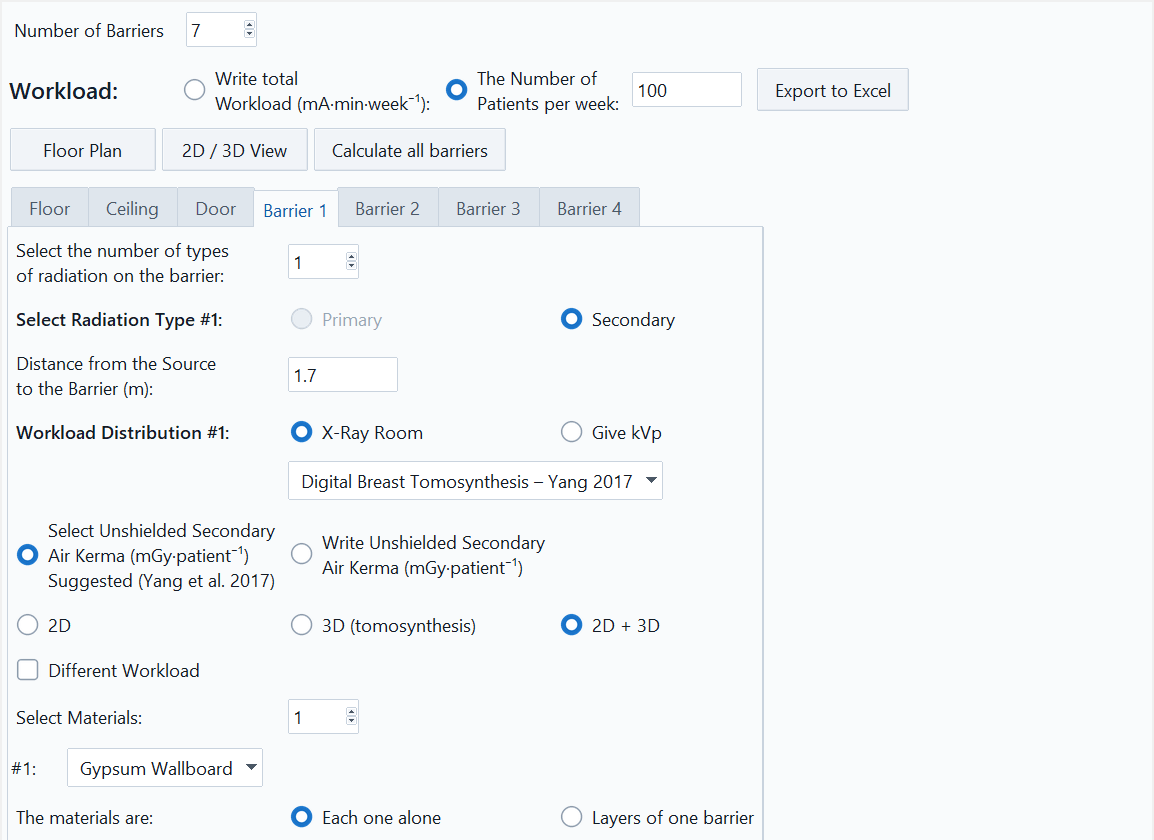 Number of Barriers 7
Workload: Write total The Number of
Workload (mA·min·week⁻¹): Patients per week: 100 Export to Excel
Floor Plan 2D / 3D View Calculate all barriers
Floor Ceiling Door Barrier 1 Barrier 2 Barrier 3 Barrier 4
Select the number of types
of radiation on the barrier: 1
Select Radiation Type #1: Primary Secondary
Distance from the Source
to the Barrier (m): 1.7
Workload Distribution #1: X-Ray Room Give kVp
Digital Breast Tomosynthesis – Yang 2017
Select Unshielded Secondary
Air Kerma (mGy·patient⁻¹)
Suggested (Yang et al. 2017)
Write Unshielded Secondary
Air Kerma (mGy·patient⁻¹)
2D 3D (tomosynthesis) 2D + 3D
Different Workload
Select Materials: 1
#1: Gypsum Wallboard
The materials are: Each one alone Layers of one barrier